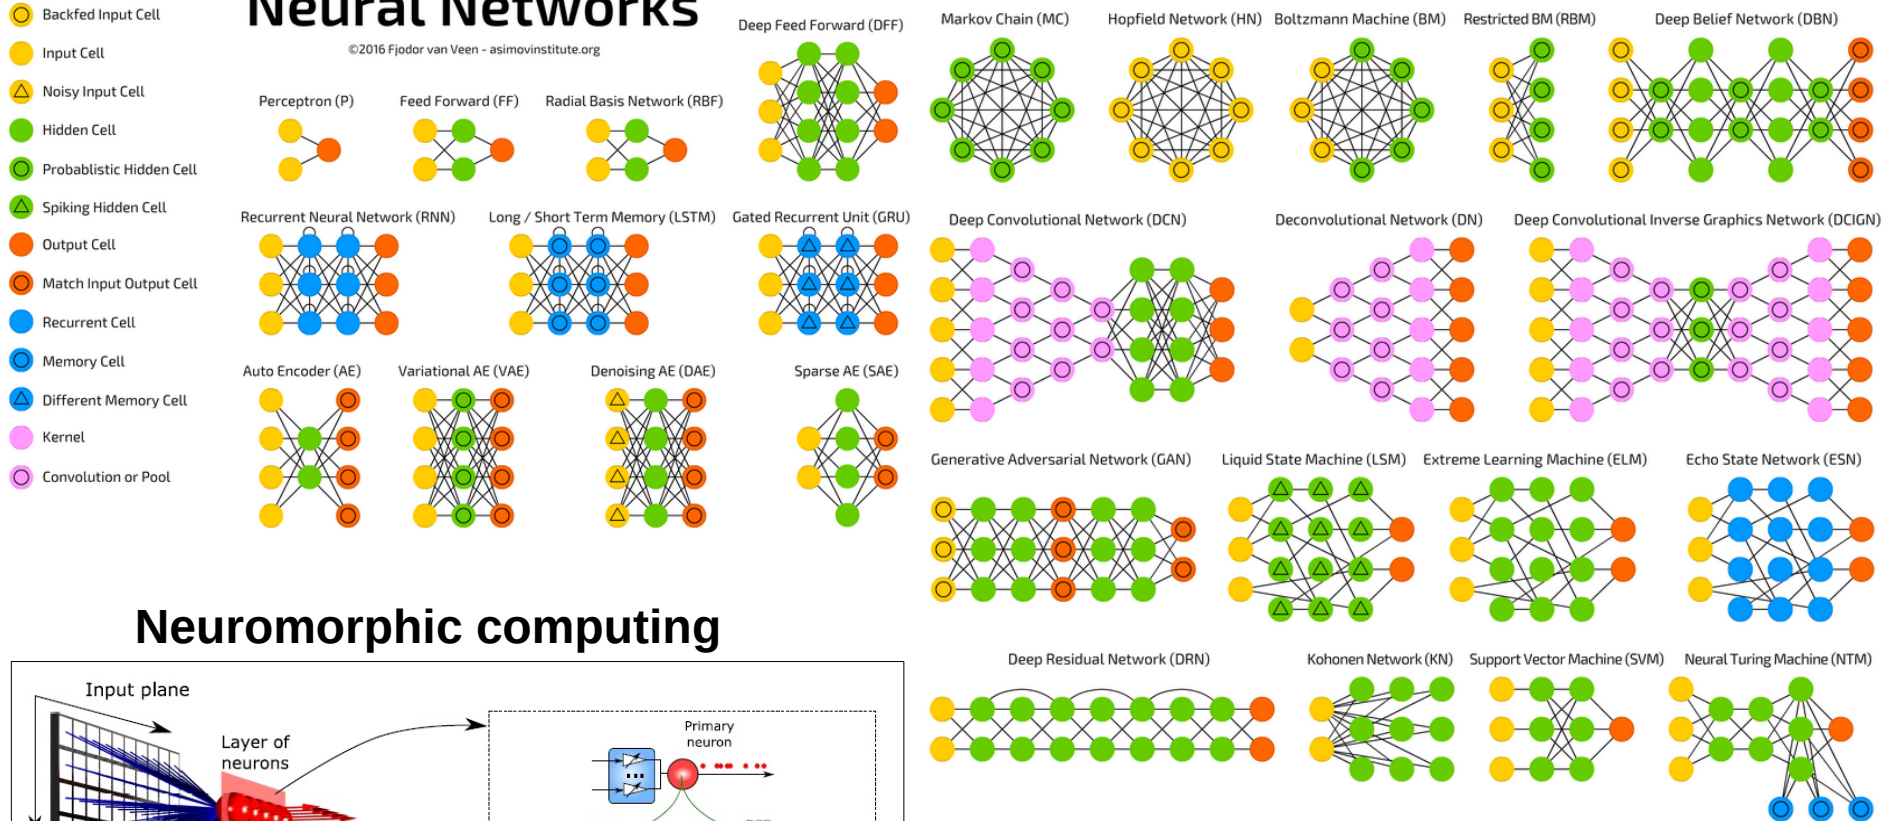 Neural Networks
©2016 Fjodor van Veen - asimovinstitute.org
Backfed Input Cell
Input Cell
Noisy Input Cell
Hidden Cell
Probablistic Hidden Cell
Spiking Hidden Cell
Output Cell
Match Input Output Cell
Recurrent Cell
Memory Cell
Different Memory Cell
Kernel
Convolution or Pool
Perceptron (P)
Feed Forward (FF)
Radial Basis Network (RBF)
Deep Feed Forward (DFF)
Recurrent Neural Network (RNN)
Long / Short Term Memory (LSTM)
Gated Recurrent Unit (GRU)
Auto Encoder (AE)
Variational AE (VAE)
Denoising AE (DAE)
Sparse AE (SAE)
Markov Chain (MC)
Hopfield Network (HN)
Boltzmann Machine (BM)
Restricted BM (RBM)
Deep Belief Network (DBN)
Deep Convolutional Network (DCN)
Deconvolutional Network (DN)
Deep Convolutional Inverse Graphics Network (DCIGN)
Generative Adversarial Network (GAN)
Liquid State Machine (LSM)
Extreme Learning Machine (ELM)
Echo State Network (ESN)
Deep Residual Network (DRN)
Kohonen Network (KN)
Support Vector Machine (SVM)
Neural Turing Machine (NTM)
Neuromorphic computing
Input plane
Layer of
neurons
Primary
neuron
...